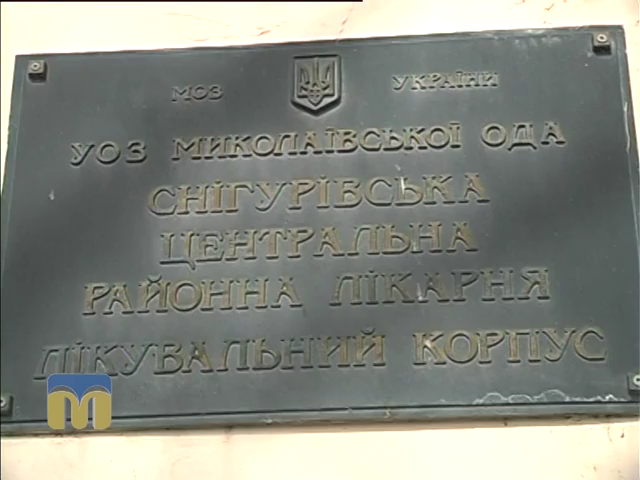 МОЗ УКРАЇНИ
УОЗ МИКОЛАЇВСЬКОЇ ОДА
СНІГУРІВСЬКА
ЦЕНТРАЛЬНА
РАЙОННА ЛІКАРНЯ
ЛІКУВАЛЬНИЙ КОРПУС
М